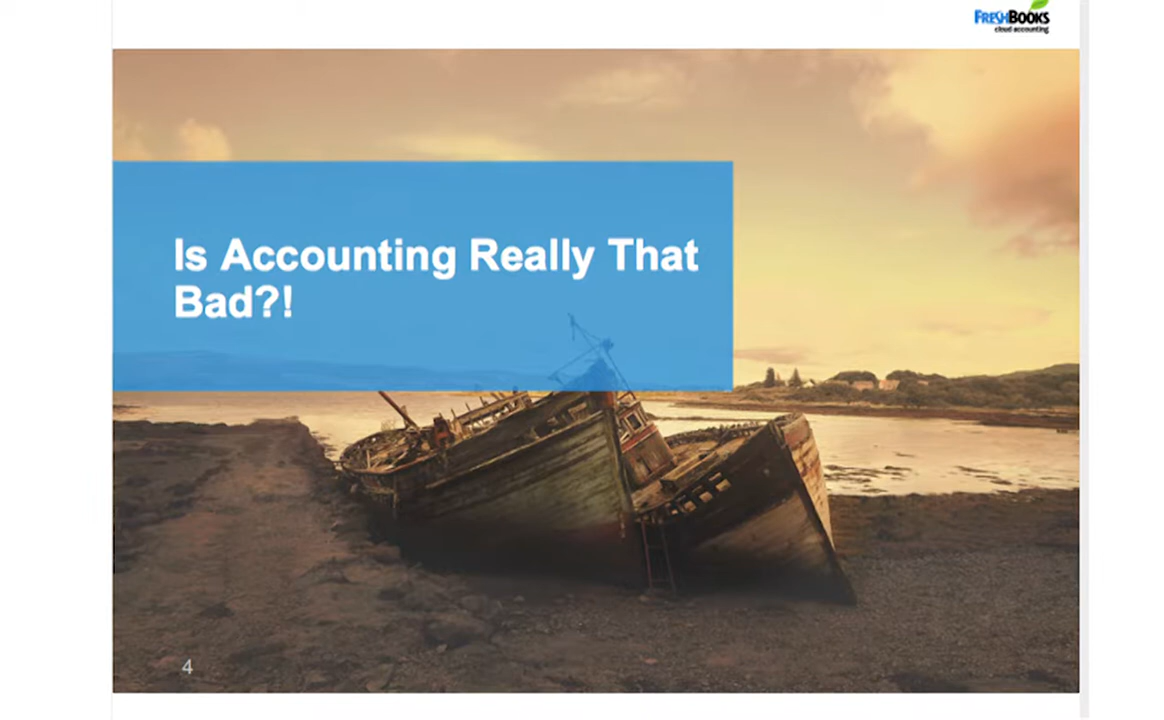 FRESHBOOKS
cloud accounting
Is Accounting Really That
Bad?!
4